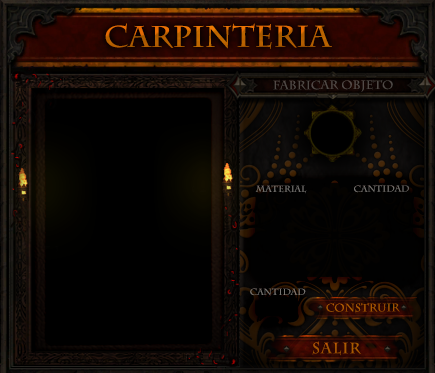 CARPINTERIA
FABRICAR OBJETO
MATERIAL CANTIDAD
CANTIDAD
CONSTRUIR
SALIR